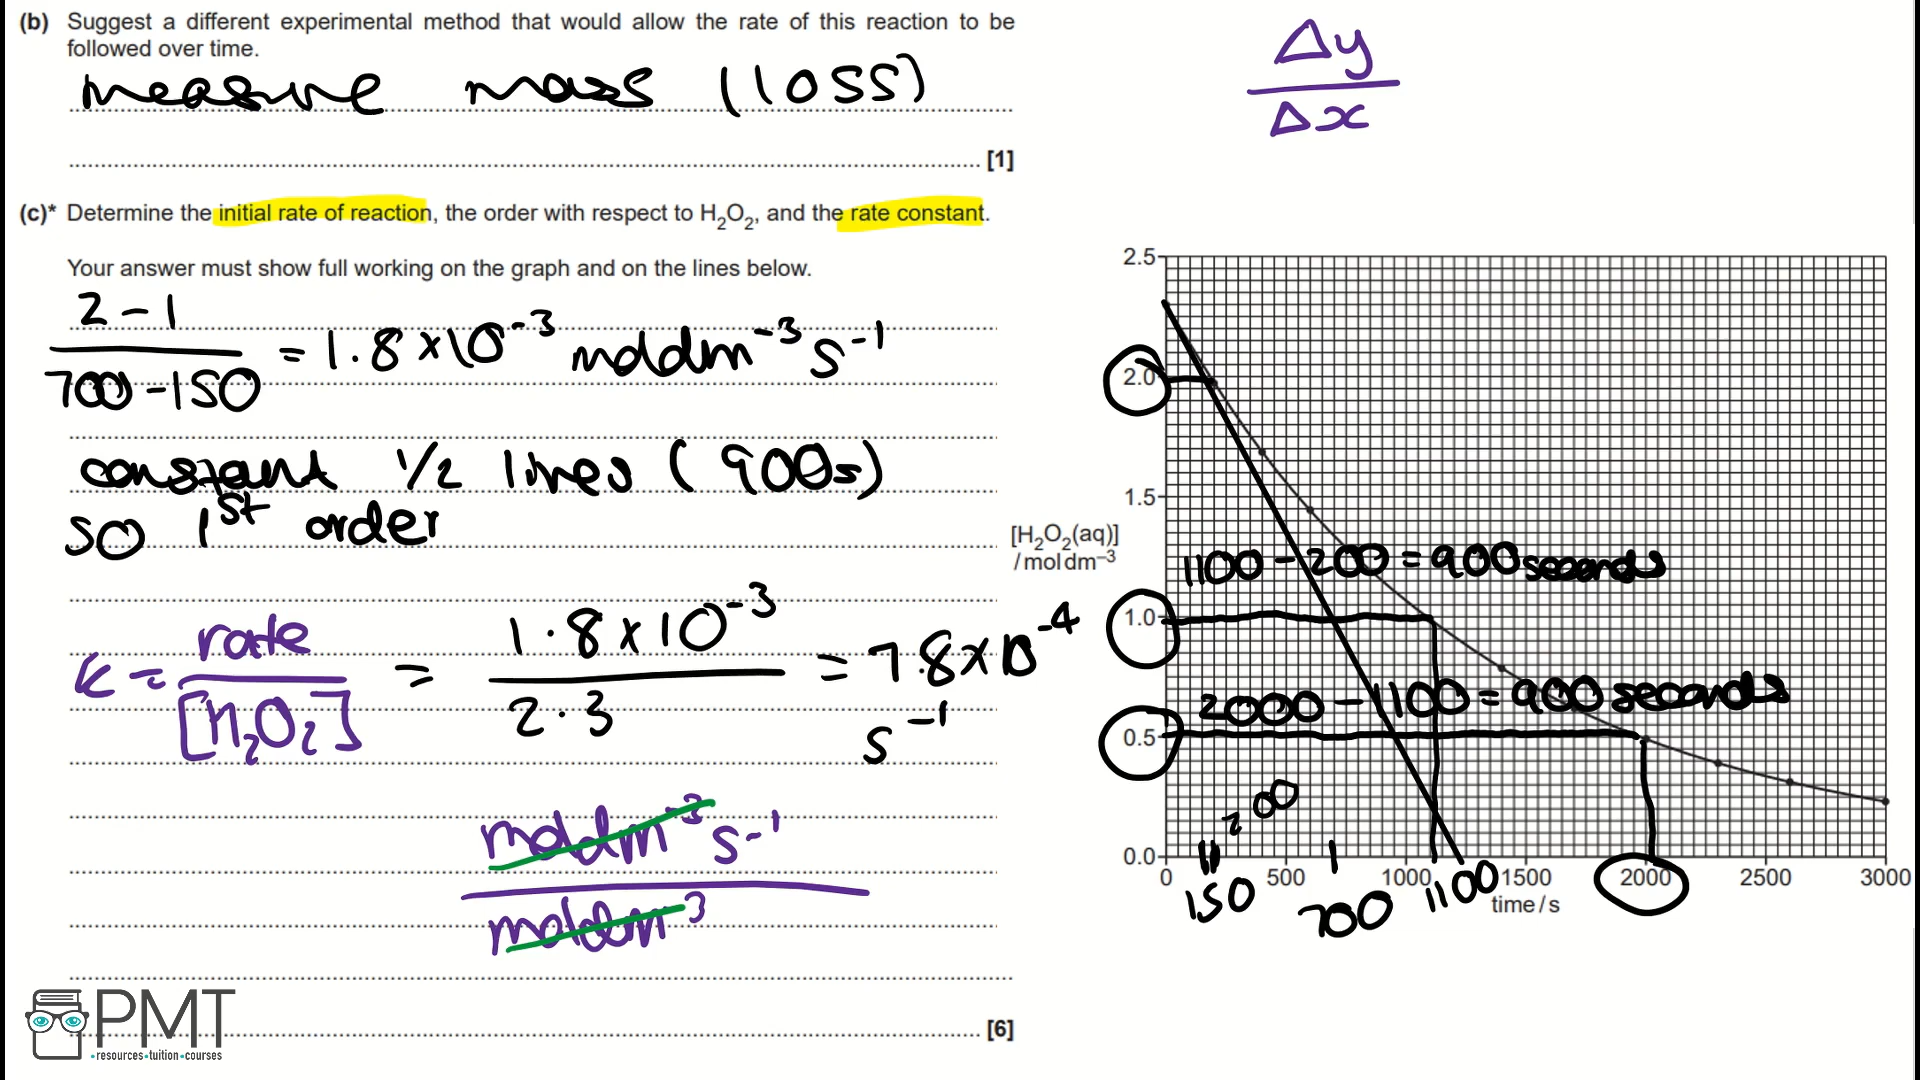 (b) Suggest a different experimental method that would allow the rate of this reaction to be
followed over time.
measure mass (loss)
[1]
(c)* Determine the initial rate of reaction, the order with respect to H₂O₂, and the rate constant.
Your answer must show full working on the graph and on the lines below.
2 - 1
700 - 150
= 1.8 × 10⁻³ moldm⁻³ s⁻¹
constant ½ lines (900s)
so 1st order
k = rate
[H₂O₂]
= 1.8 × 10⁻³
2.3
= 7.8 × 10⁻⁴
s⁻¹
moldm⁻³ s⁻¹
moldm⁻³
[6]
PMT
•resources•tuition•courses
Δy
Δx
2.5
2.0
1.5
[H₂O₂(aq)]
/moldm⁻³
1100 - 200 = 900 seconds
1.0
2000 - 1100 = 900 seconds
0.5
200
0.0
0 500 1000 1500 2000 2500 3000
150 700 1100
time/s